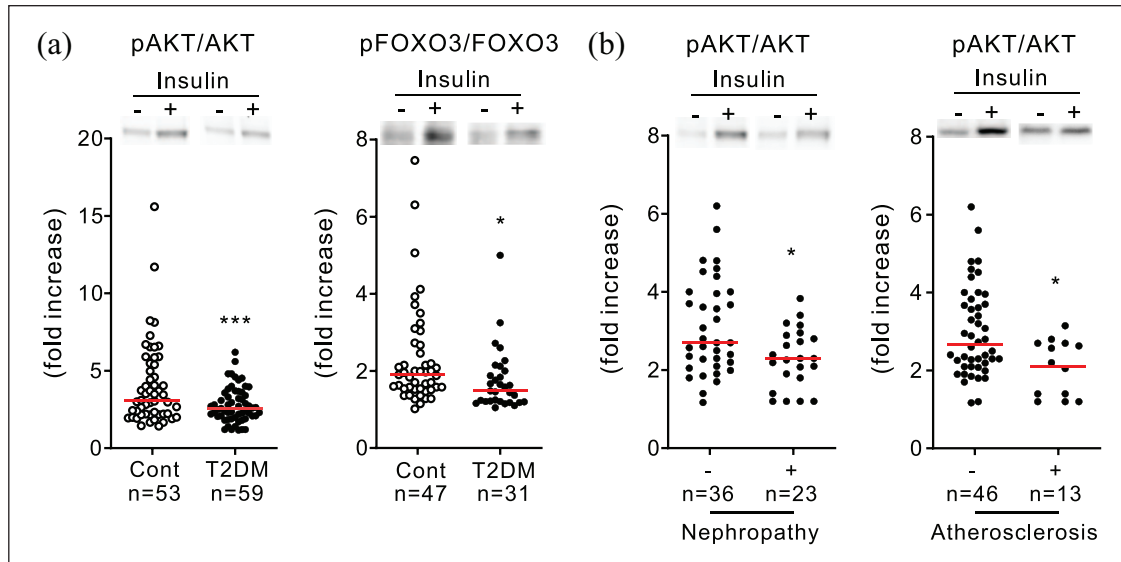 (a)
pAKT/AKT
Insulin
- +
- +
(fold increase)
20
15
10
5
0
***
Cont
n=53
T2DM
n=59
pFOXO3/FOXO3
Insulin
- +
- +
(fold increase)
8
6
4
2
0
*
Cont
n=47
T2DM
n=31
(b)
pAKT/AKT
Insulin
- +
- +
(fold increase)
8
6
4
2
0
*
- +
n=36 n=23
Nephropathy
pAKT/AKT
Insulin
- +
- +
(fold increase)
8
6
4
2
0
*
- +
n=46 n=13
Atherosclerosis